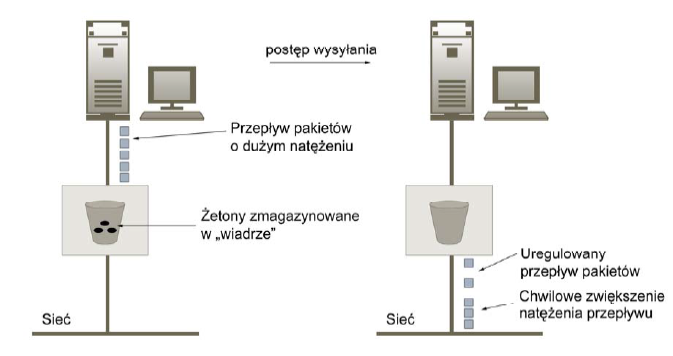 postęp wysyłania
Przepływ pakietów
o dużym natężeniu
Żetony zmagazynowane
w „wiadrze”
Uregulowany
przepływ pakietów
Chwilowe zwiększenie
natężenia przepływu
Sieć
Sieć